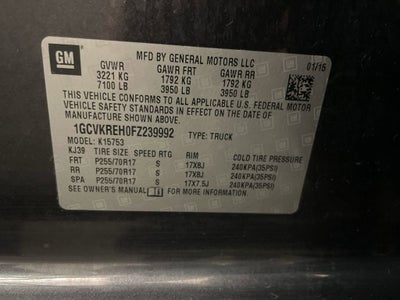 GM
MFD BY GENERAL MOTORS LLC
01/15
GVWR GAWR FRT GAWR RR
3221 KG 1792 KG 1792 KG
7100 LB 3950 LB 3950 LB
THIS VEHICLE CONFORMS TO ALL APPLICABLE U.S. FEDERAL MOTOR
VEHICLE SAFETY STANDARDS IN EFFECT ON THE DATE OF
MANUFACTURE SHOWN ABOVE.
1GCVKREH0FZ239992 TYPE: TRUCK
MODEL: K15753
KJ39 TIRE SIZE SPEED RTG RIM COLD TIRE PRESSURE
FRT P255/70R17 S 17X8J 240KPA(35PSI)
RR P255/70R17 S 17X8J 240KPA(35PSI)
SPA P255/70R17 S 17X7.5J 240KPA(35PSI)
SEE OWNER'S MANUAL FOR MORE INFORMATION.